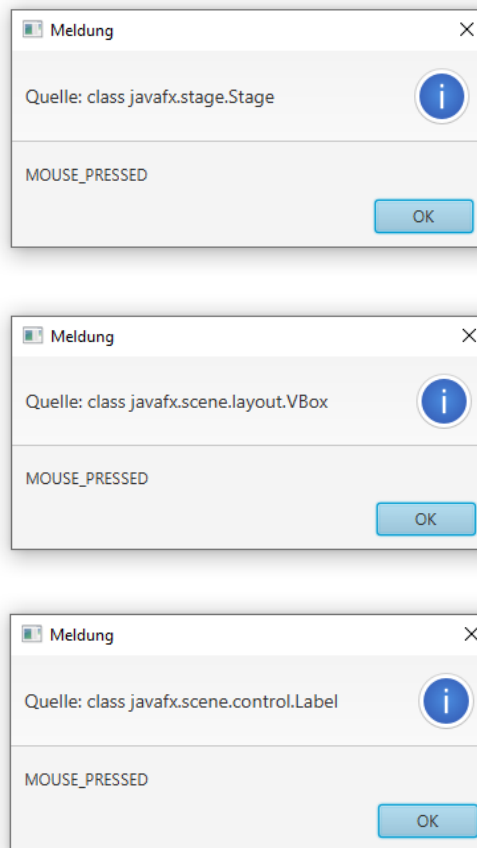 Meldung
Quelle: class javafx.stage.Stage
MOUSE_PRESSED
OK
Meldung
Quelle: class javafx.scene.layout.VBox
MOUSE_PRESSED
OK
Meldung
Quelle: class javafx.scene.control.Label
MOUSE_PRESSED
OK